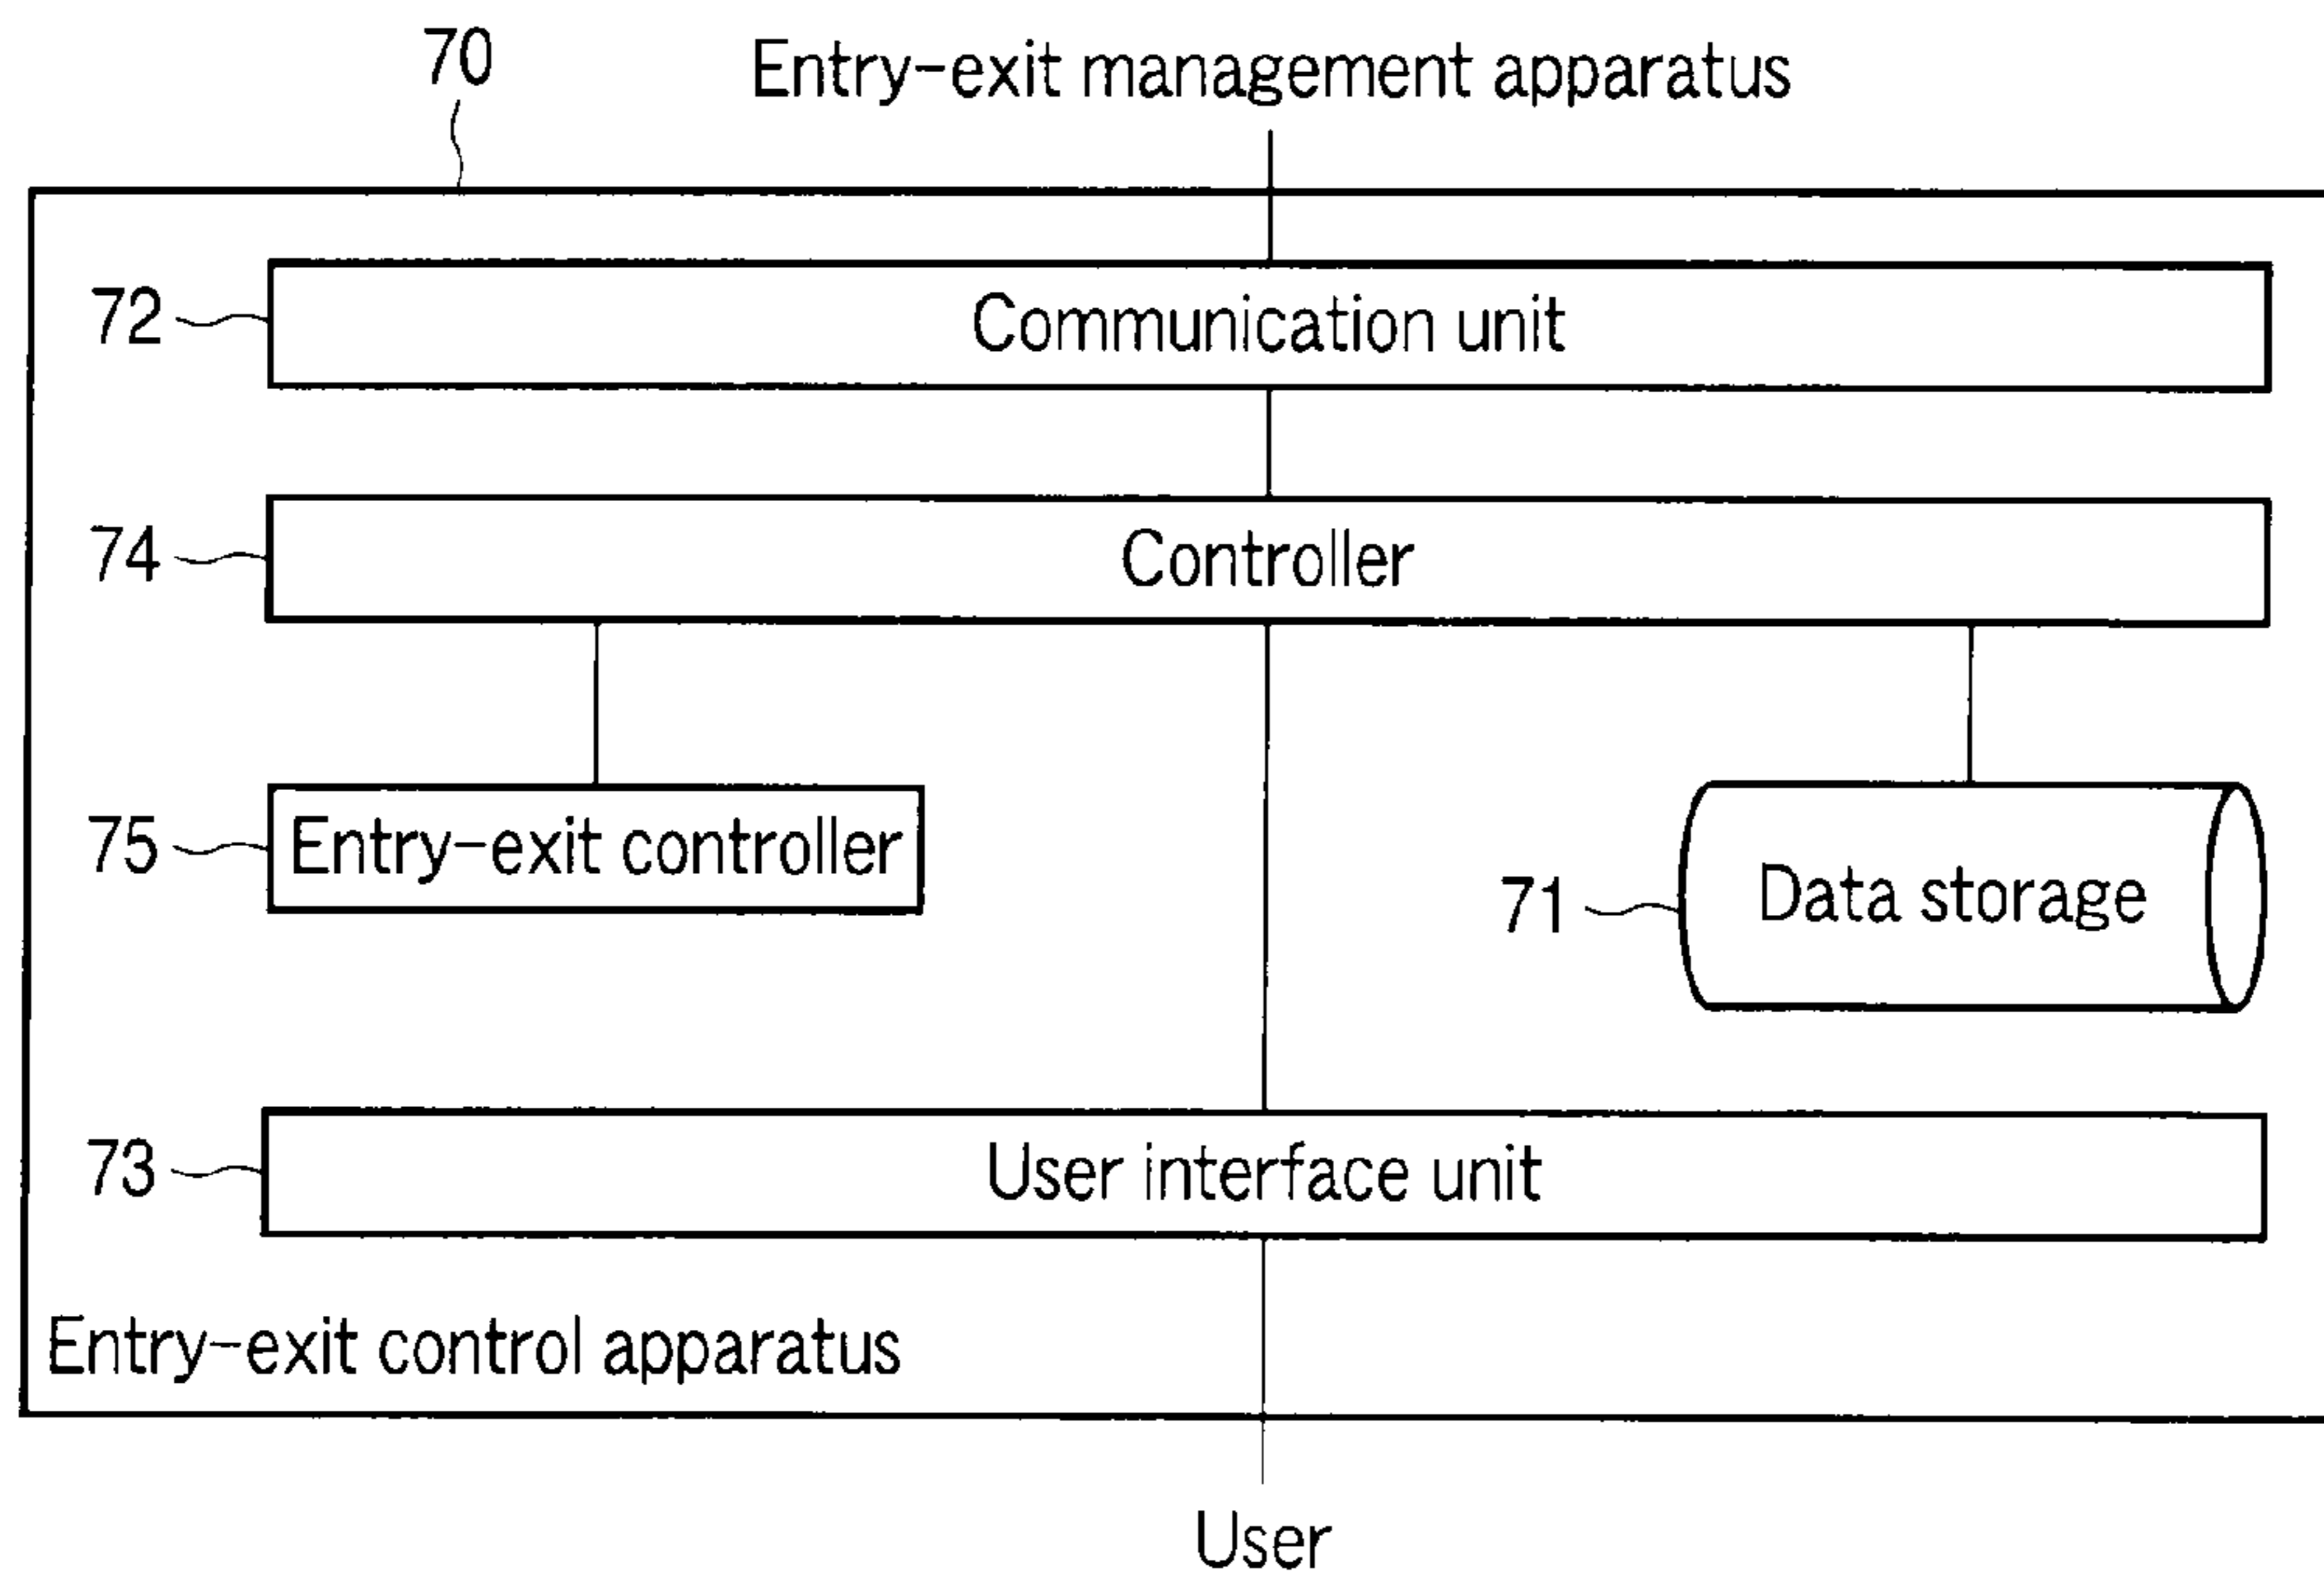 70
Entry-exit management apparatus
72
Communication unit
74
Controller
75
Entry-exit controller
71
Data storage
73
User interface unit
Entry-exit control apparatus
User